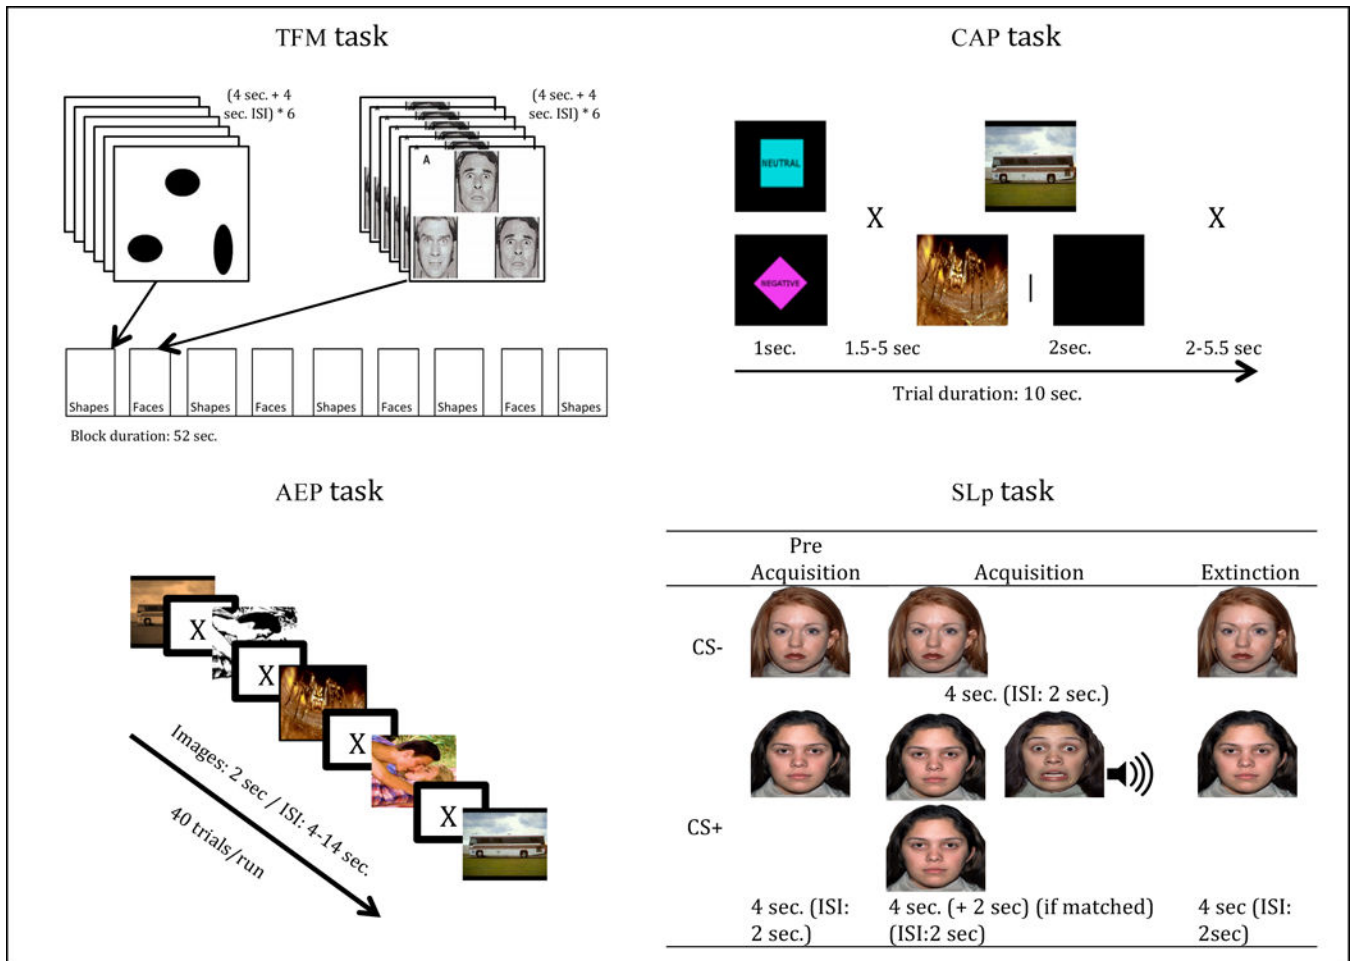 TFM task
(4 sec. + 4
sec. ISI) * 6
(4 sec. + 4
sec. ISI) * 6
A
Shapes
Faces
Shapes
Faces
Shapes
Faces
Shapes
Faces
Shapes
Block duration: 52 sec.
CAP task
NEUTRAL
X
X
NEGATIVE
|
1sec.
1.5-5 sec
2sec.
2-5.5 sec
Trial duration: 10 sec.
AEP task
X
X
X
X
Images: 2 sec / ISI: 4-14 sec.
40 trials/run
SLp task
Pre
Acquisition
Acquisition
Extinction
CS-
4 sec. (ISI: 2 sec.)
CS+
4 sec. (ISI:
2 sec.)
4 sec. (+ 2 sec) (if matched)
(ISI:2 sec)
4 sec (ISI:
2sec)